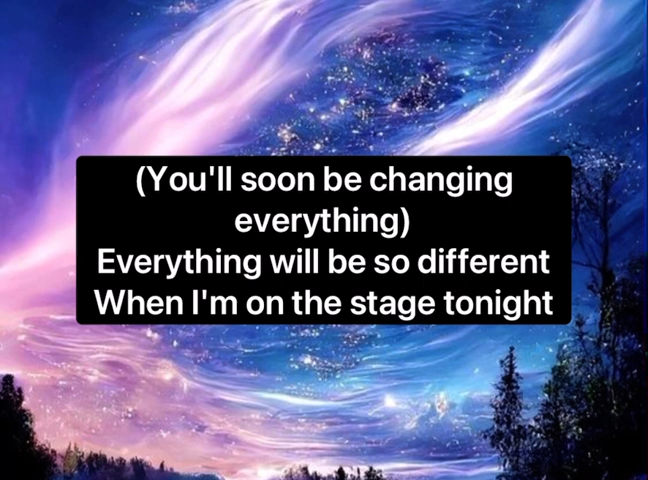 (You'll soon be changing
everything)
Everything will be so different
When I'm on the stage tonight